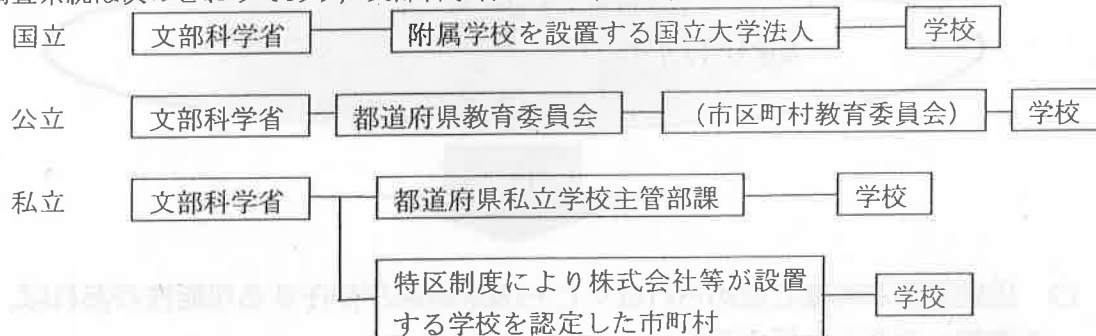 国立 文部科学省 附属学校を設置する国立大学法人 学校
公立 文部科学省 都道府県教育委員会 (市区町村教育委員会) 学校
私立 文部科学省 都道府県私立学校主管部課 学校
特区制度により株式会社等が設置
する学校を認定した市町村
学校